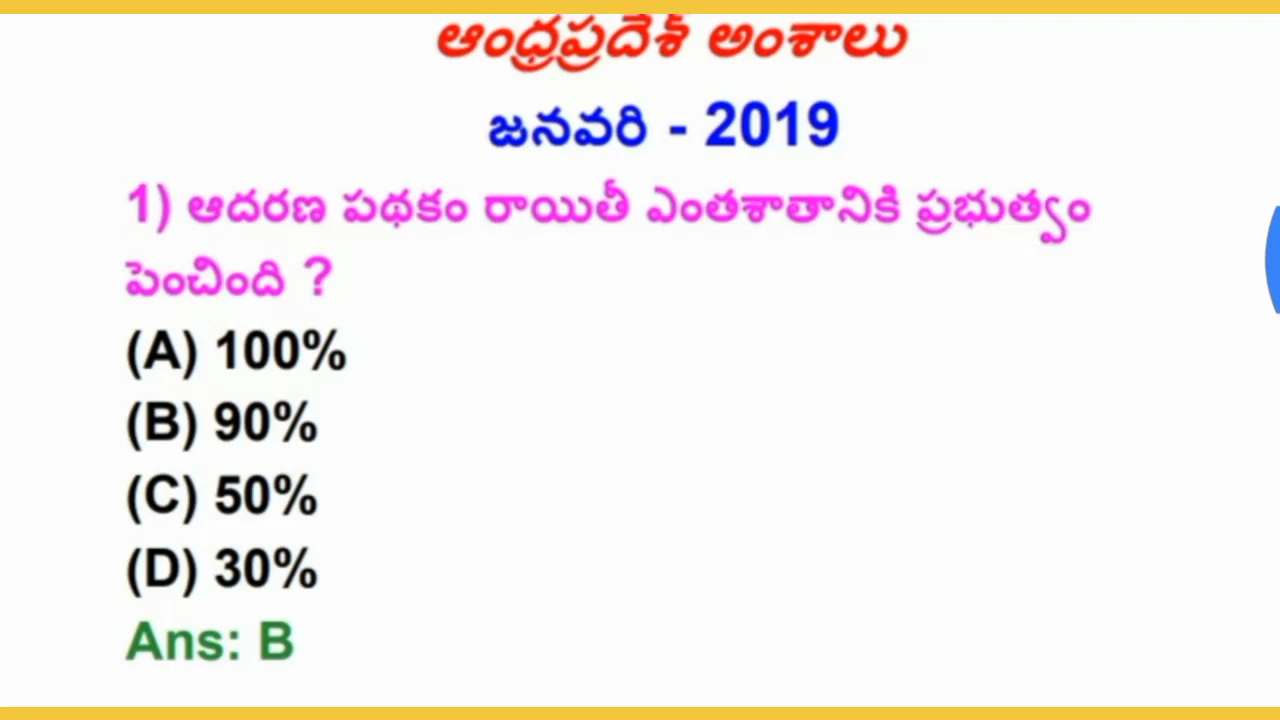 ఆంధ్రప్రదేశ్ అంశాలు
జనవరి - 2019
1) ఆదరణ పథకం రాయితీ ఎంతశాతానికి ప్రభుత్వం
పెంచింది ?
(A) 100%
(B) 90%
(C) 50%
(D) 30%
Ans: B